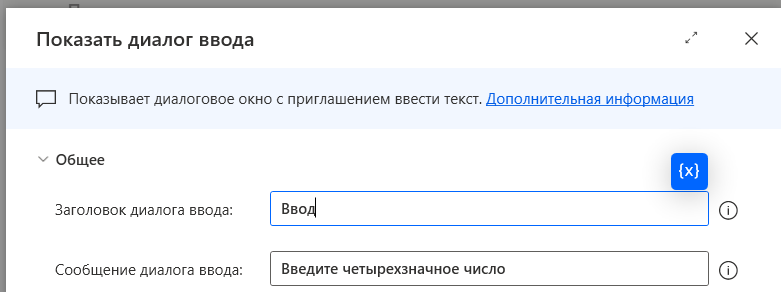 Показать диалог ввода
Показывает диалоговое окно с приглашением ввести текст. Дополнительная информация
Общее
{x}
Заголовок диалога ввода: Ввод
Сообщение диалога ввода: Введите четырехзначное число